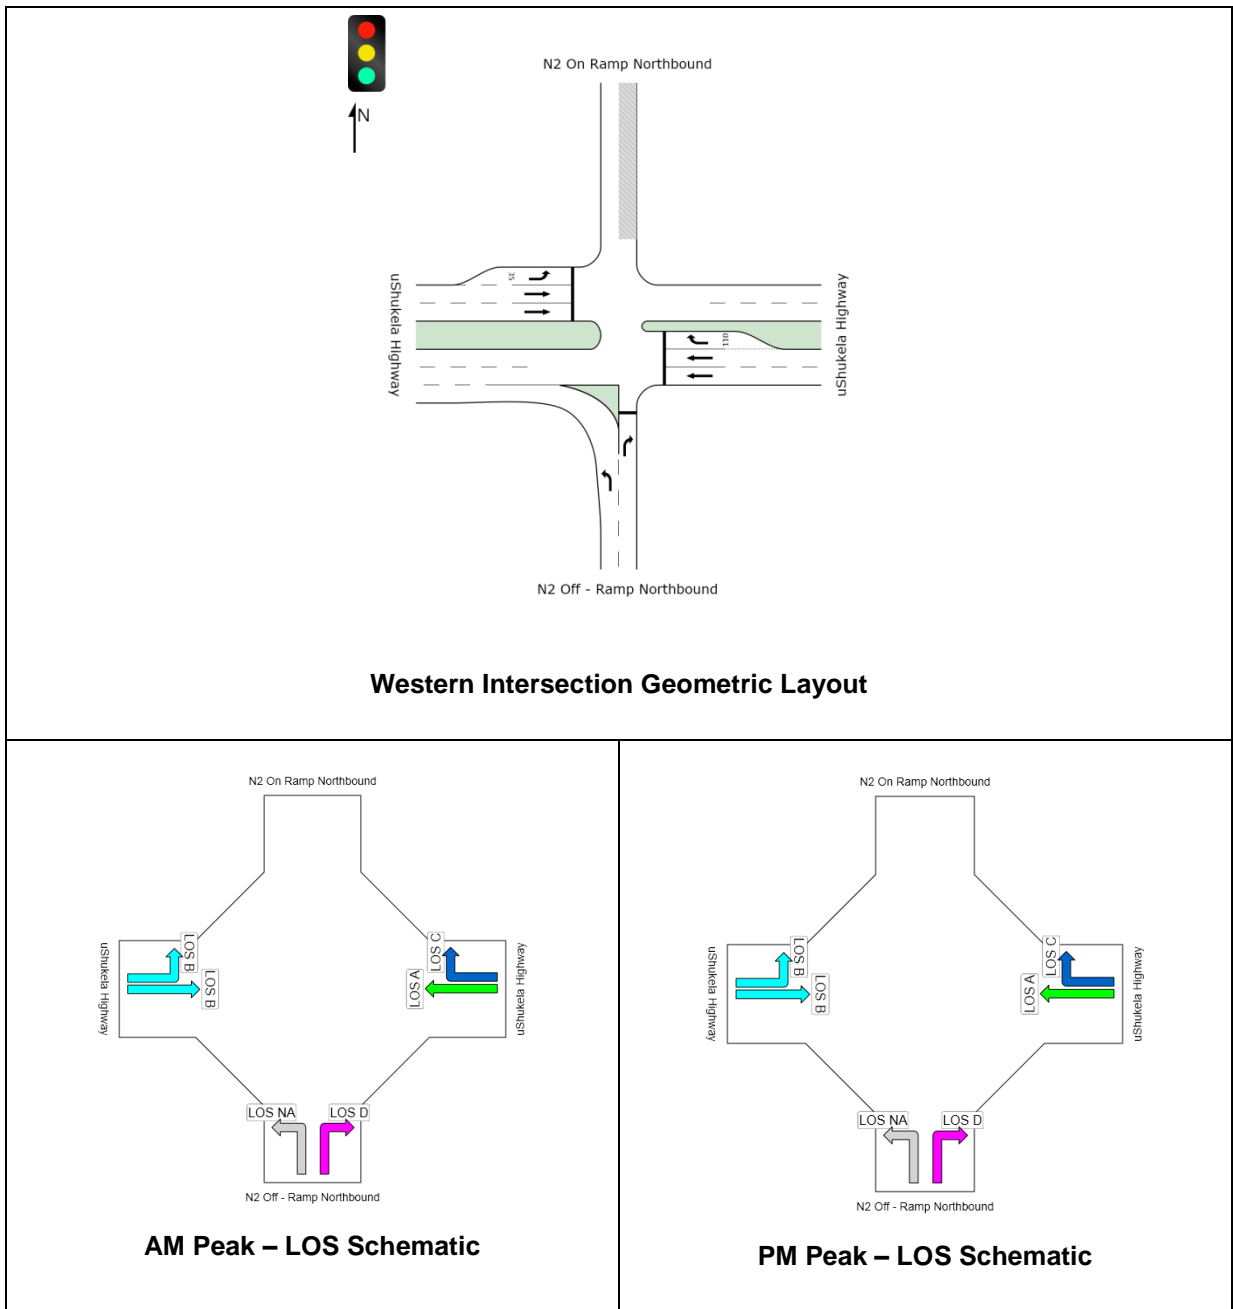 N
N2 On Ramp Northbound
uShukela Highway
35
110
uShukela Highway
N2 Off - Ramp Northbound
Western Intersection Geometric Layout
N2 On Ramp Northbound
uShukela Highway
LOS B
LOS B
LOS C
LOS A
uShukela Highway
LOS NA
LOS D
N2 Off - Ramp Northbound
AM Peak – LOS Schematic
N2 On Ramp Northbound
uShukela Highway
LOS B
LOS B
LOS C
LOS A
uShukela Highway
LOS NA
LOS D
N2 Off - Ramp Northbound
PM Peak – LOS Schematic